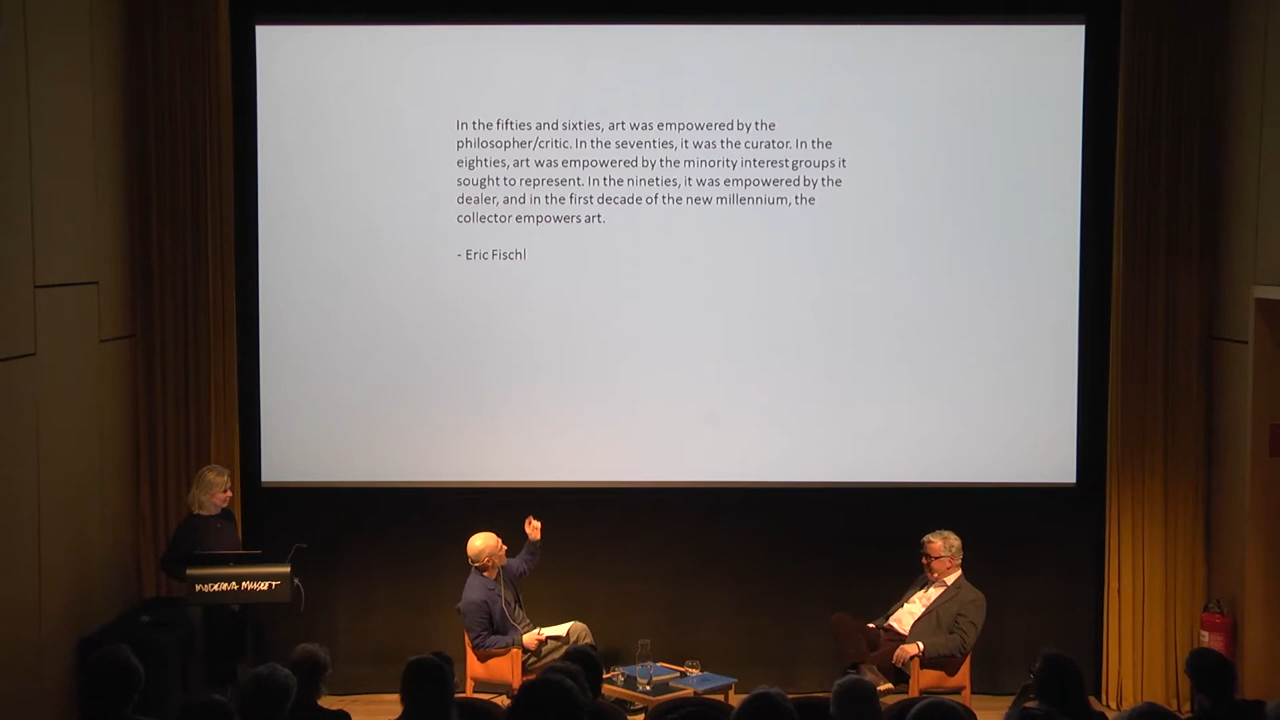 In the fifties and sixties, art was empowered by the
philosopher/critic. In the seventies, it was the curator. In the
eighties, art was empowered by the minority interest groups it
sought to represent. In the nineties, it was empowered by the
dealer, and in the first decade of the new millennium, the
collector empowers art.
- Eric Fischl
MODERNA MUSEET